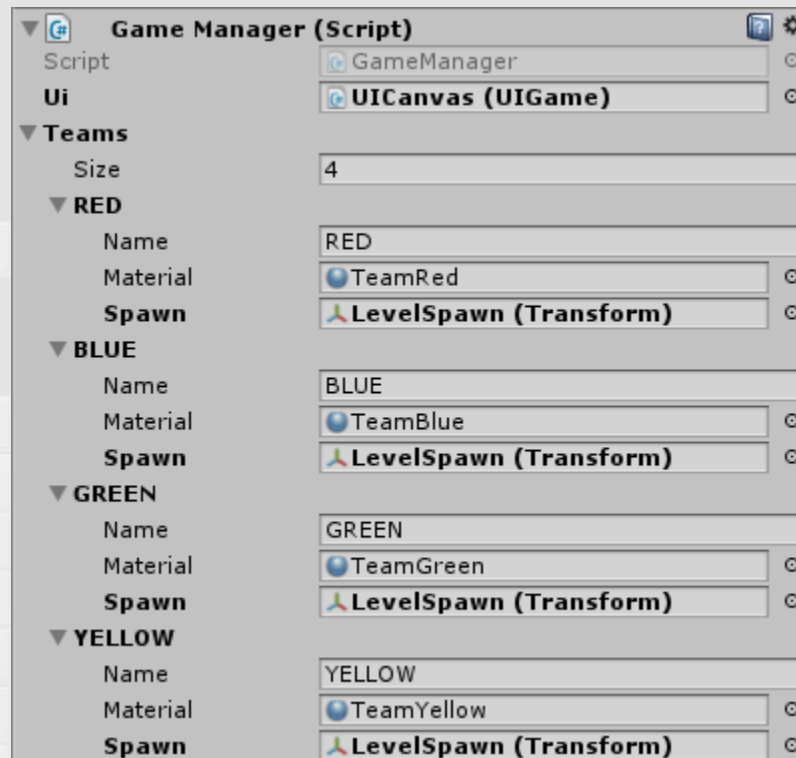 Game Manager (Script)
Script GameManager
Ui UICanvas (UIGame)
Teams
Size 4
RED
Name RED
Material TeamRed
Spawn LevelSpawn (Transform)
BLUE
Name BLUE
Material TeamBlue
Spawn LevelSpawn (Transform)
GREEN
Name GREEN
Material TeamGreen
Spawn LevelSpawn (Transform)
YELLOW
Name YELLOW
Material TeamYellow
Spawn LevelSpawn (Transform)